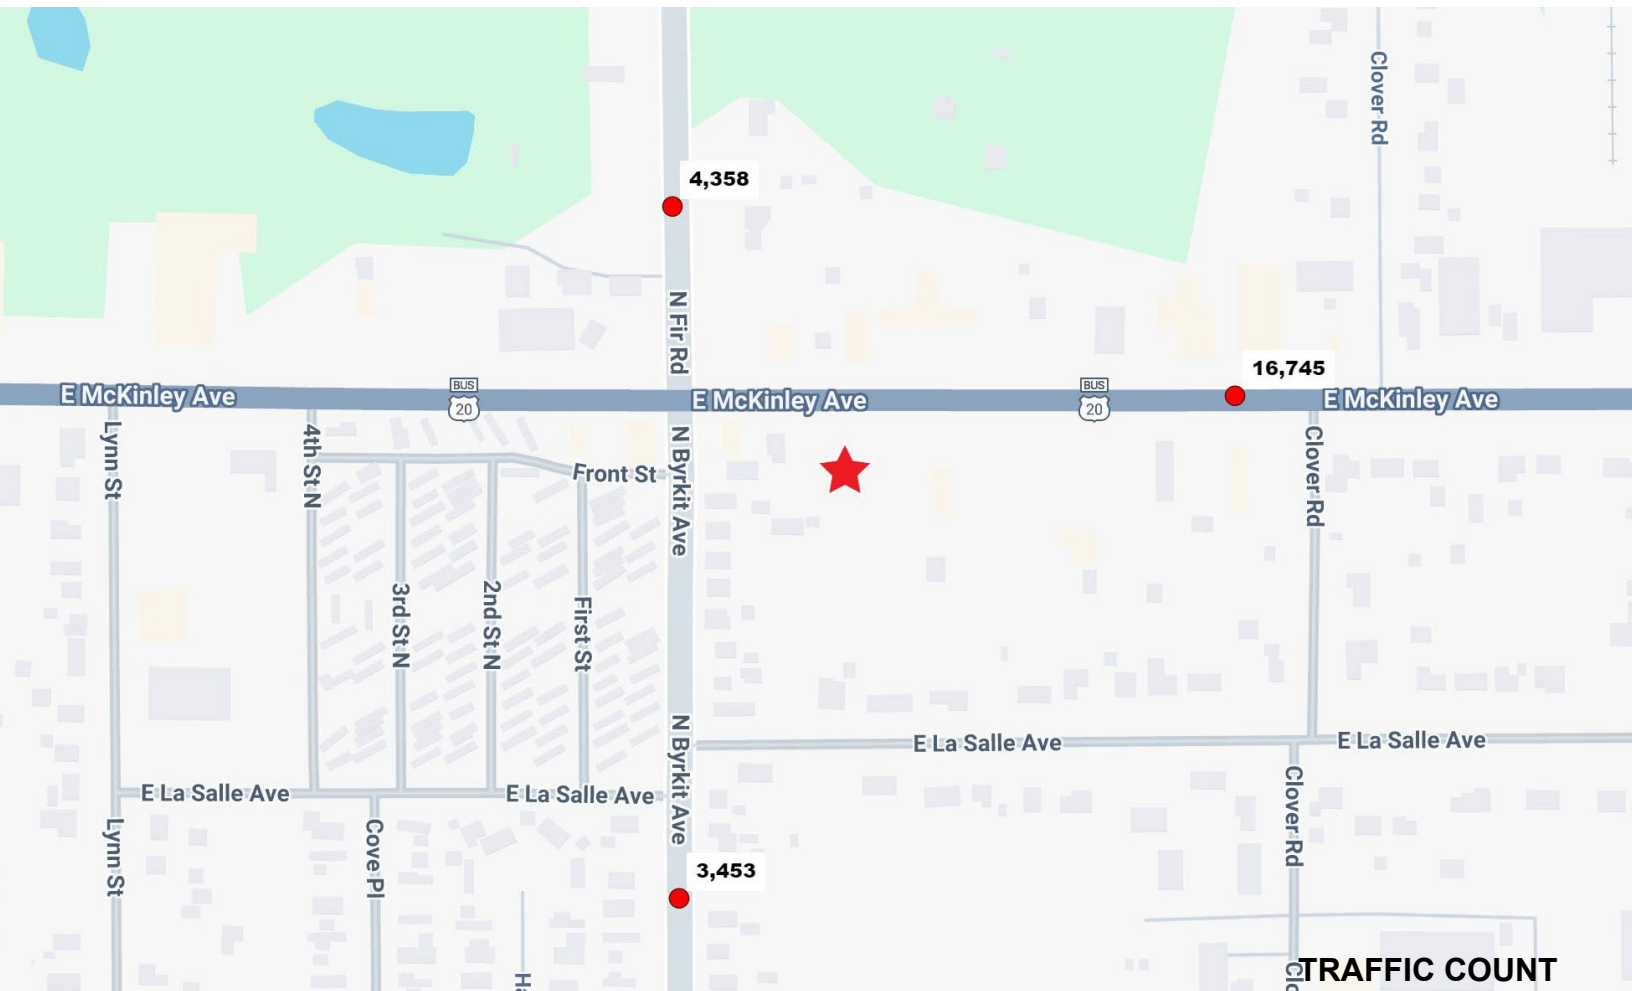 Clover Rd
4,358
N Fir Rd
16,745
BUS
20
BUS
20
E McKinley Ave
E McKinley Ave
E McKinley Ave
Lynn St
4th St N
Front St
N Byrkit Ave
Clover Rd
3rd St N
2nd St N
First St
N Byrkit Ave
E La Salle Ave
E La Salle Ave
E La Salle Ave
E La Salle Ave
Lynn St
Cove Pl
Clover Rd
3,453
Ha
Clo
TRAFFIC COUNT